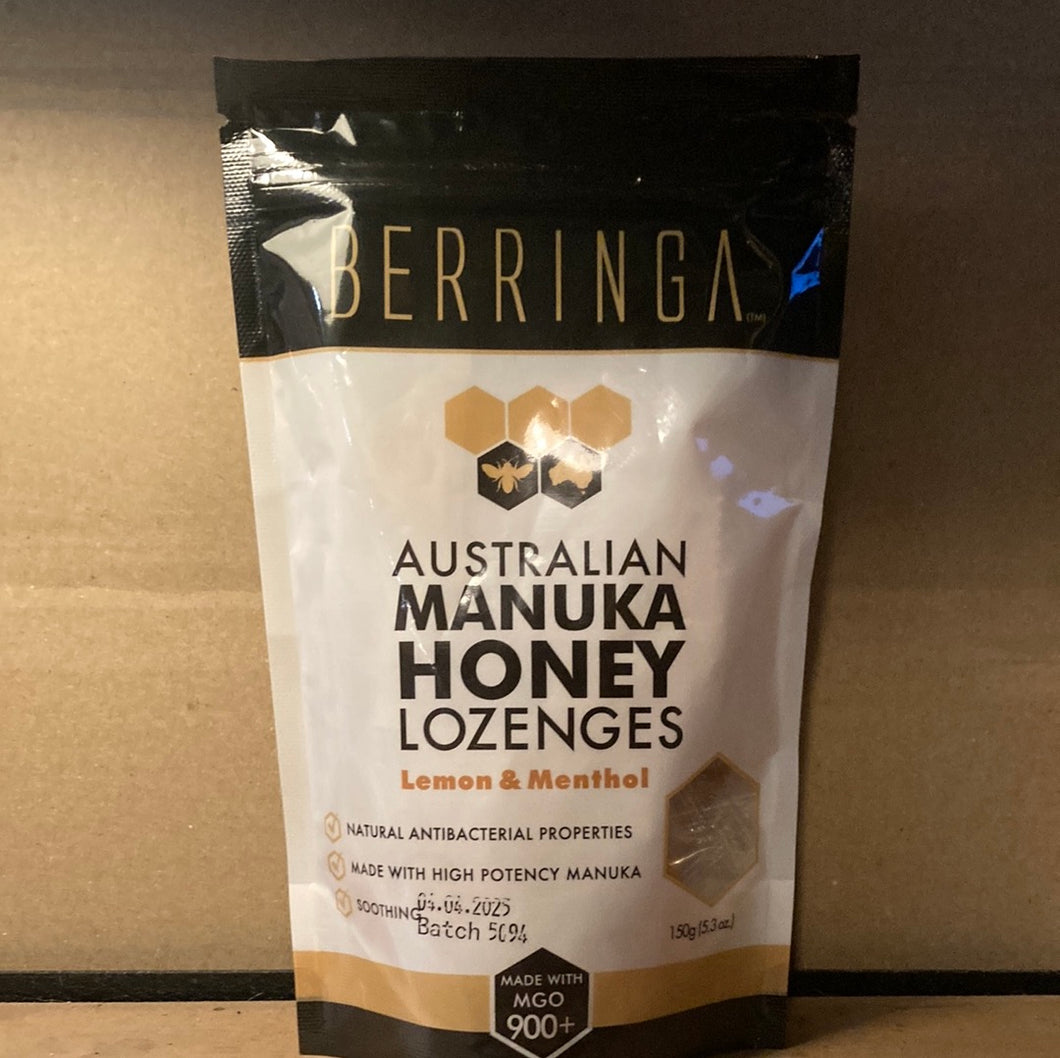 BERRINGA
(TM)
AUSTRALIAN
MANUKA
HONEY
LOZENGES
Lemon & Menthol
NATURAL ANTIBACTERIAL PROPERTIES
MADE WITH HIGH POTENCY MANUKA
SOOTHING
04.04.2025
Batch 5094
150g (5.3 oz.)
MADE WITH
MGO
900+